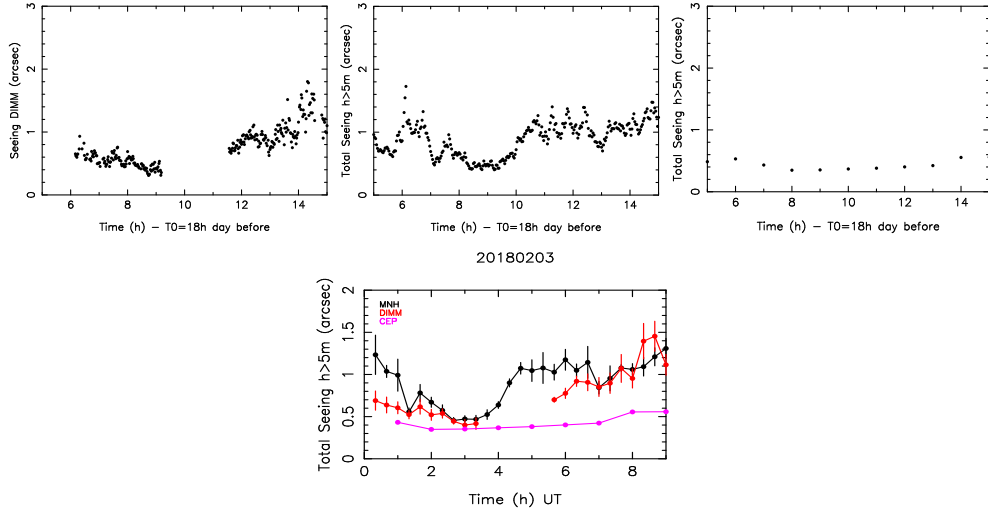 3
2
1
0
Seeing DIMM (arcsec)
6 8 10 12 14
Time (h) − T0=18h day before
3
2
1
0
Total Seeing h>5m (arcsec)
6 8 10 12 14
Time (h) − T0=18h day before
3
2
1
0
Total Seeing h>5m (arcsec)
6 8 10 12 14
Time (h) − T0=18h day before
20180203
MNH
DIMM
CEP
2
1.5
1
0.5
0
Total Seeing h>5m (arcsec)
0 2 4 6 8
Time (h) UT